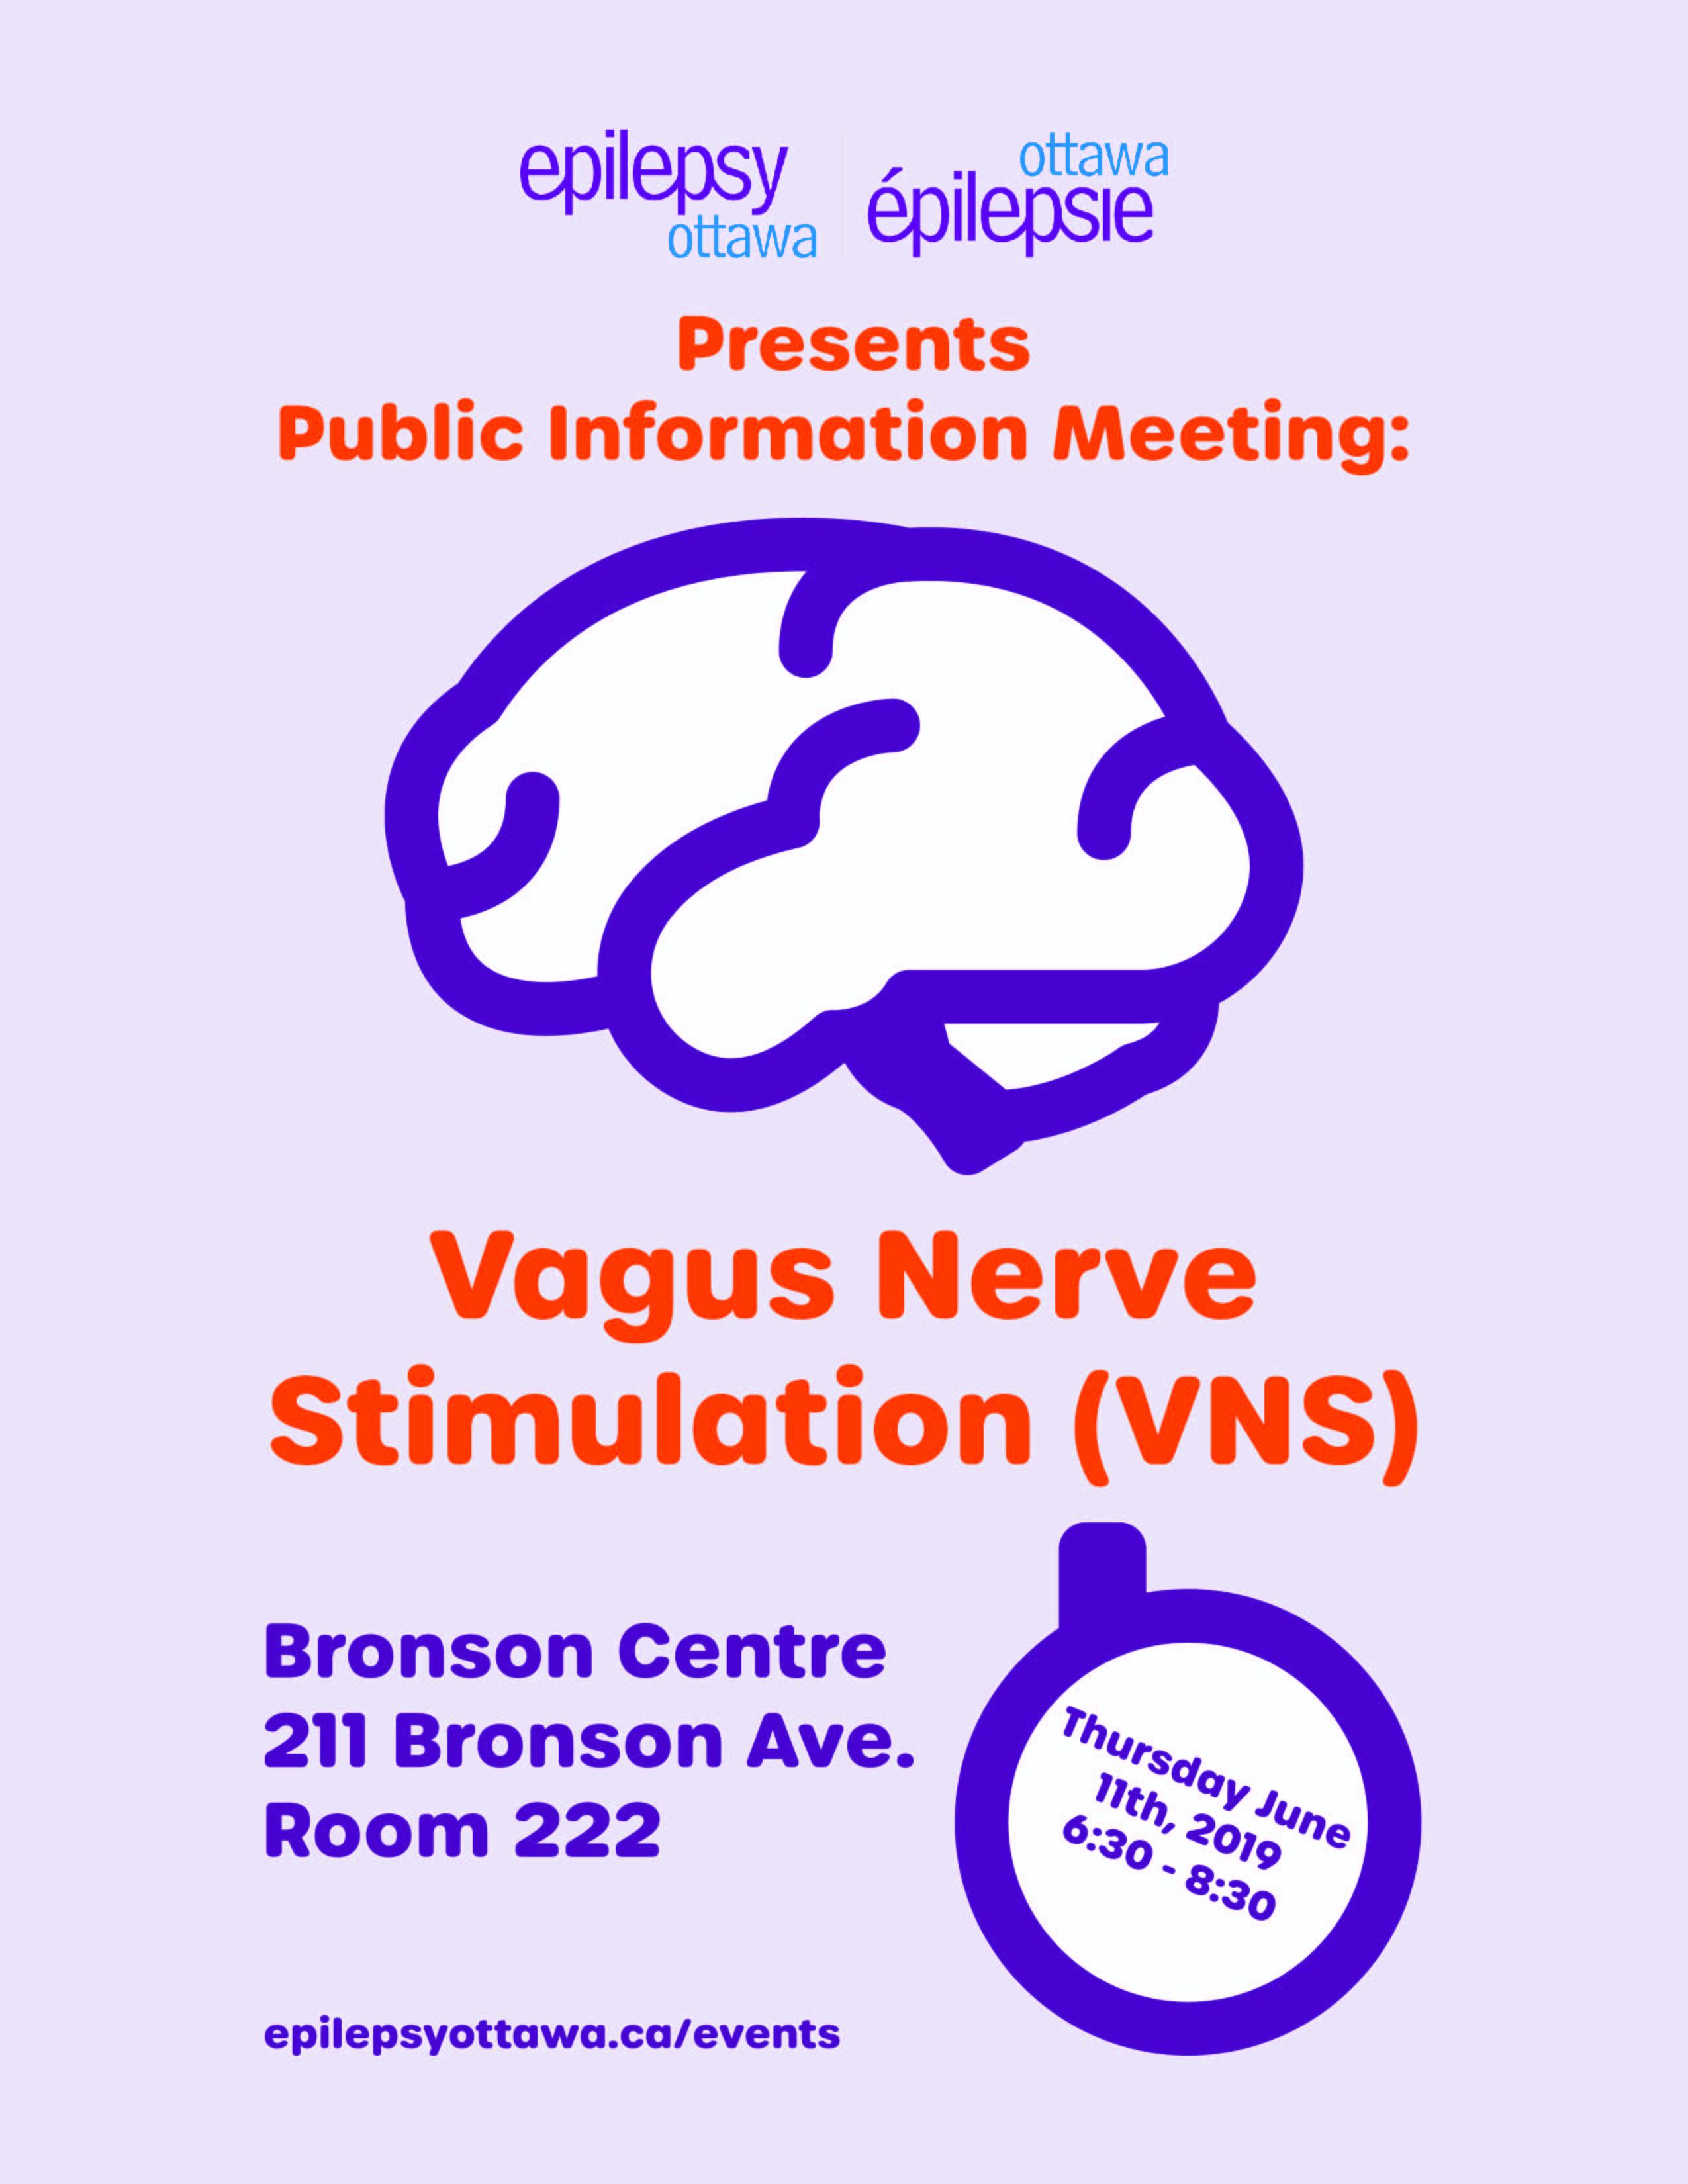 epilepsy
ottawa
ottawa
épilepsie
Presents
Public Information Meeting:
Vagus Nerve
Stimulation (VNS)
Bronson Centre
211 Bronson Ave.
Room 222
Thursday June
11th, 2019
6:30 - 8:30
epilepsyottawa.ca/events